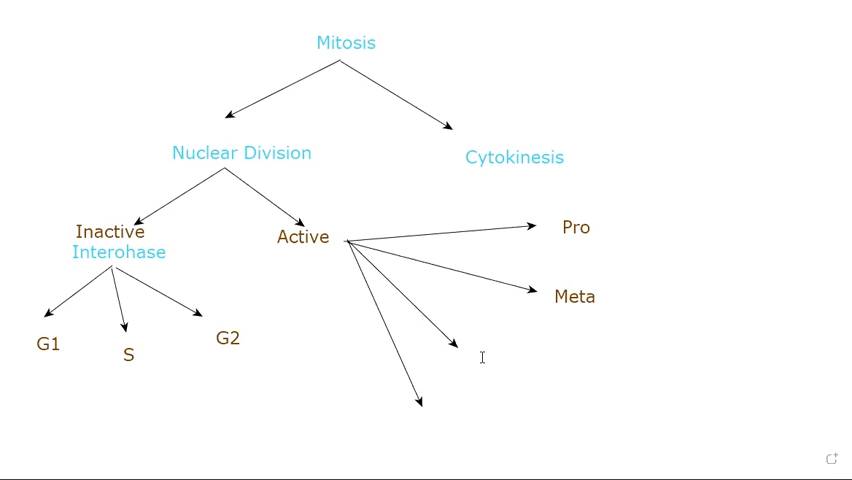 Mitosis
Nuclear Division
Cytokinesis
Inactive
Interohase
Active
Pro
Meta
G1
S
G2